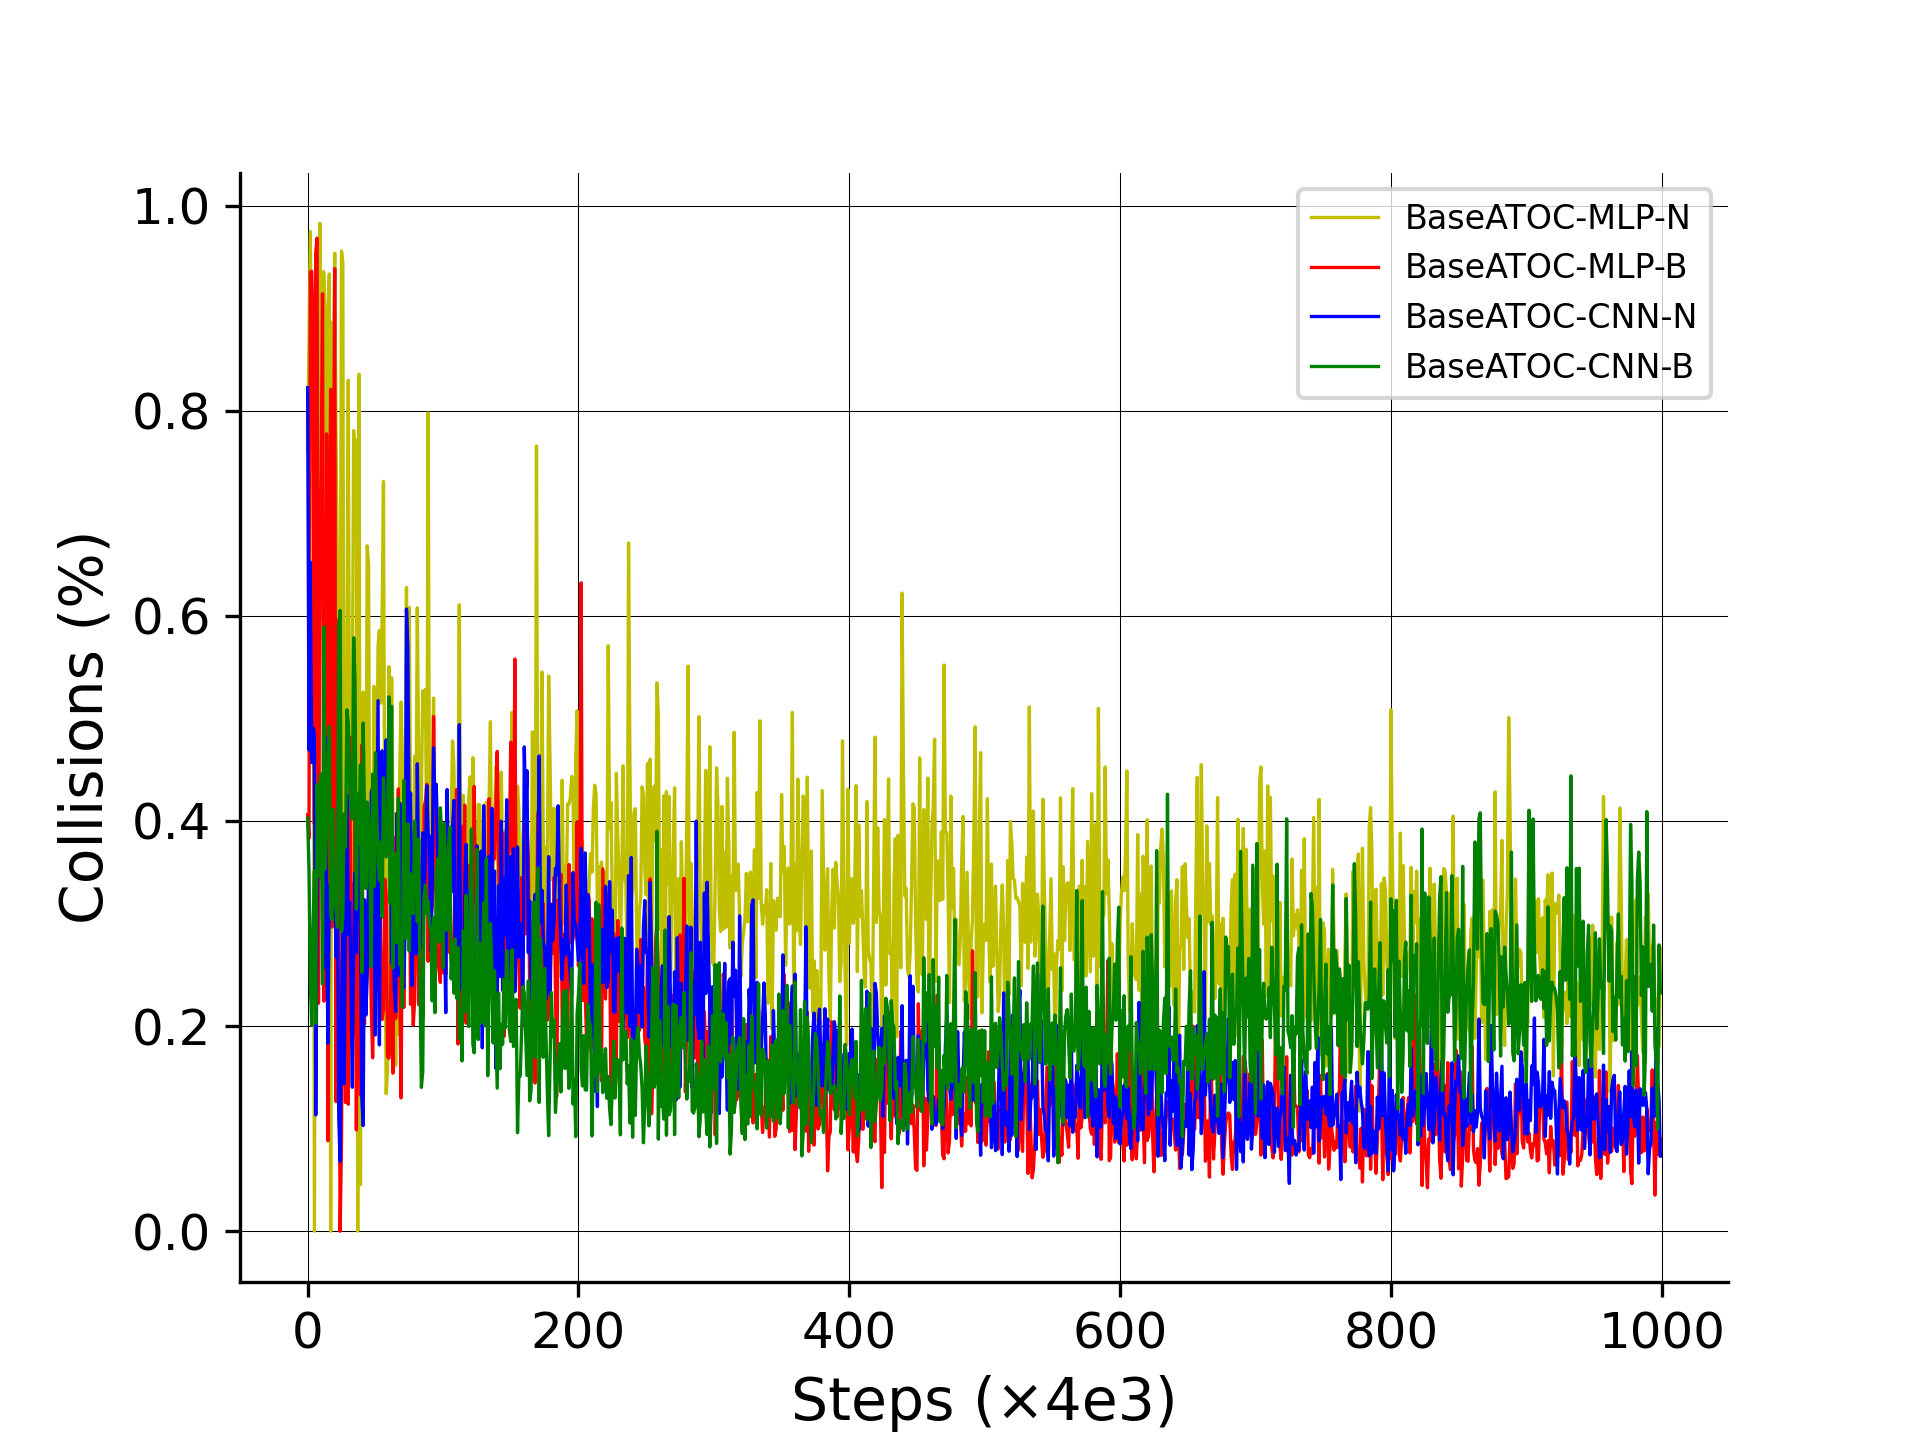 1.0
0.8
0.6
0.4
0.2
0.0
Collisions (%)
0 200 400 600 800 1000
Steps (×4e3)
BaseATOC-MLP-N
BaseATOC-MLP-B
BaseATOC-CNN-N
BaseATOC-CNN-B